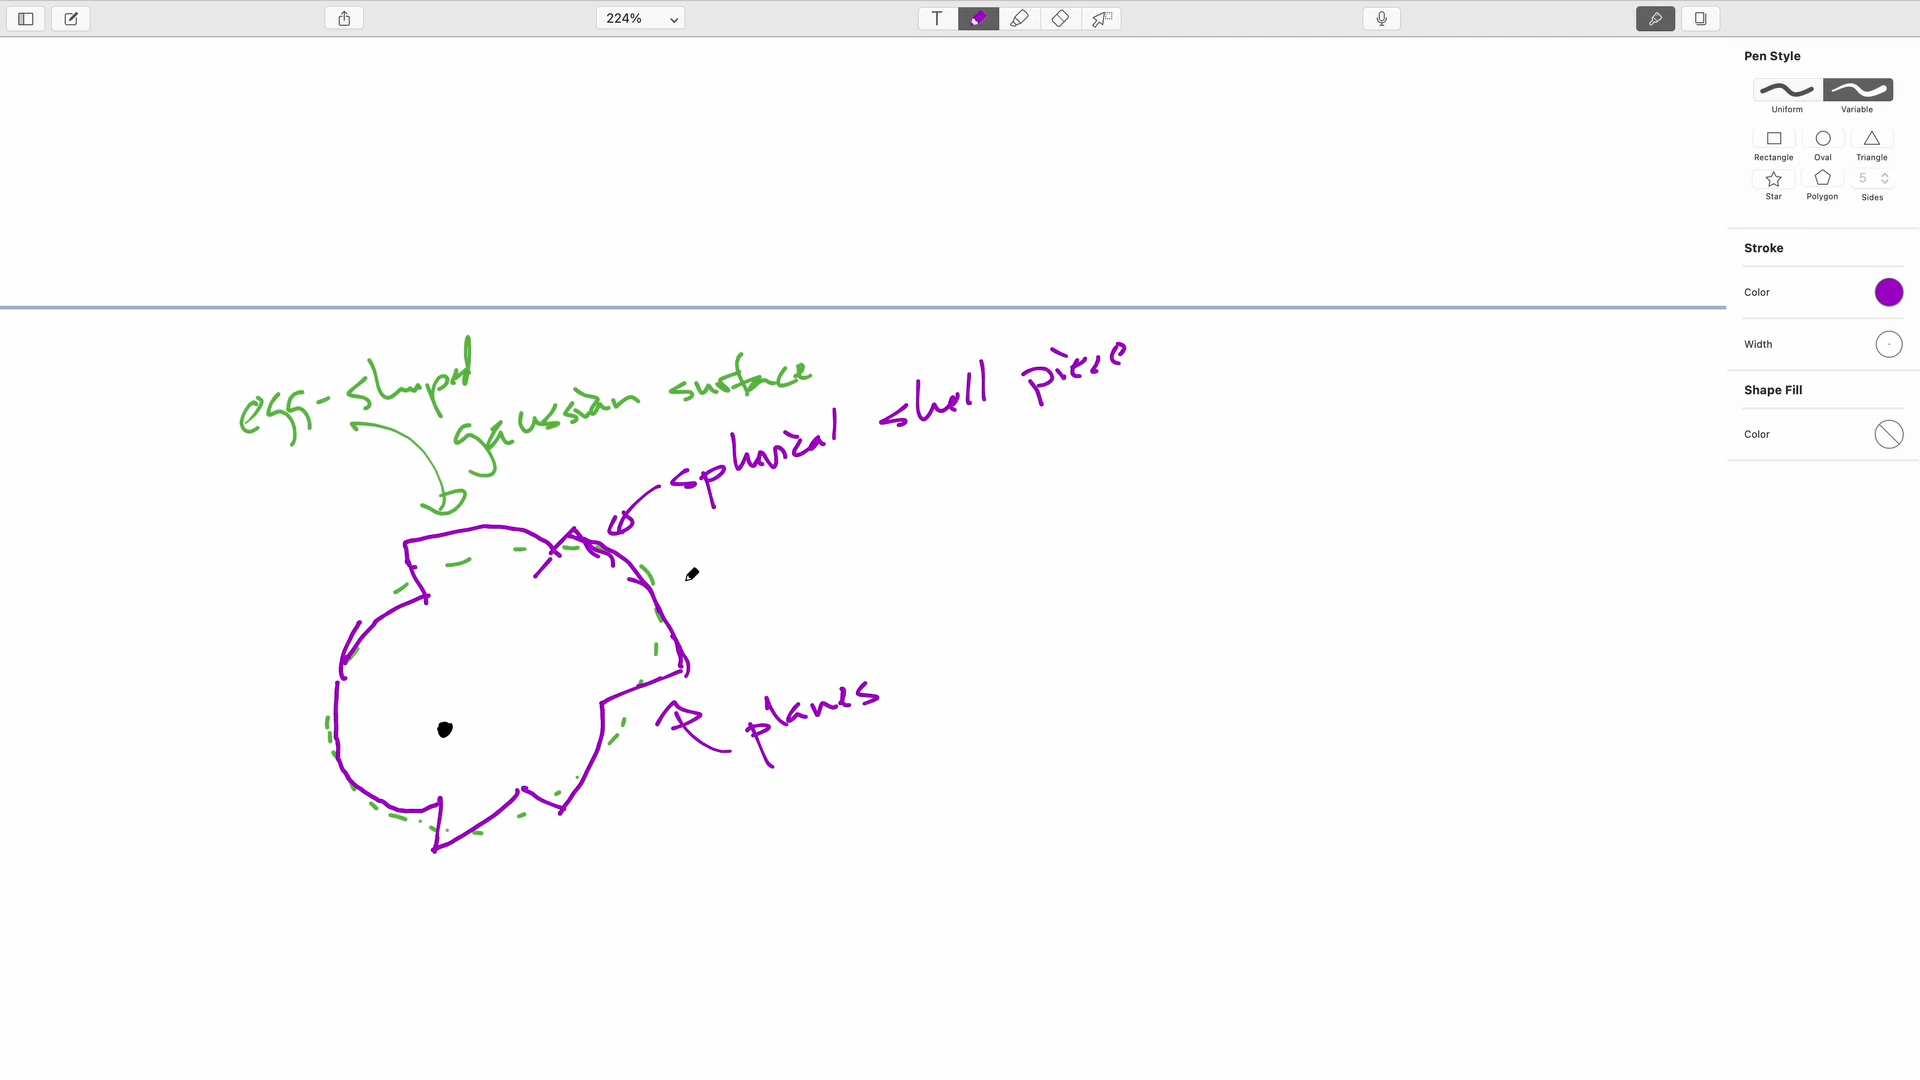 224%
T
Pen Style
Uniform
Variable
Rectangle
Oval
Triangle
5
Star
Polygon
Sides
Stroke
Color
Width
Shape Fill
Color
egg-shaped
gaussian surface
spherical shell piece
planes